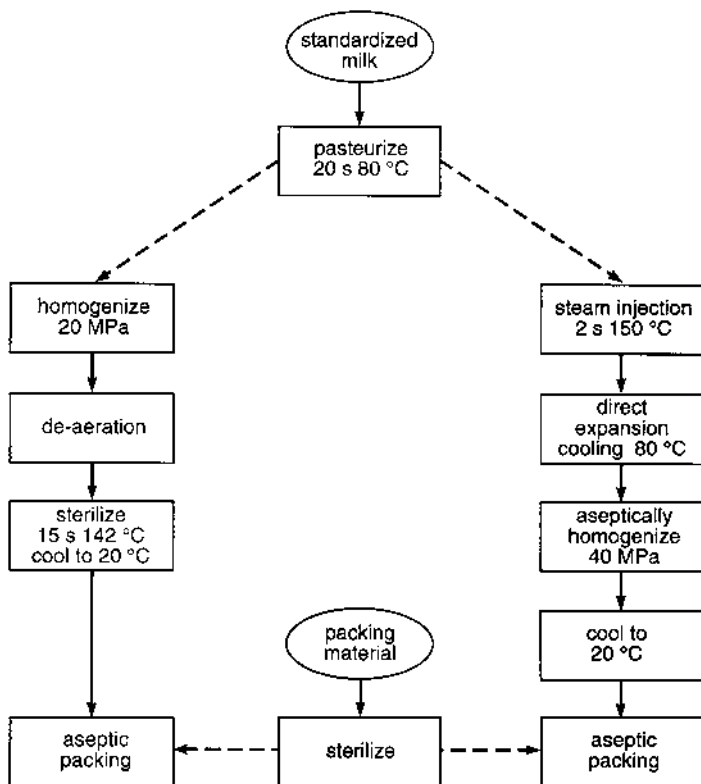 standardized
milk
pasteurize
20 s 80 °C
homogenize
20 MPa
de-aeration
sterilize
15 s 142 °C
cool to 20 °C
aseptic
packing
steam injection
2 s 150 °C
direct
expansion
cooling 80 °C
aseptically
homogenize
40 MPa
cool to
20 °C
aseptic
packing
packing
material
sterilize